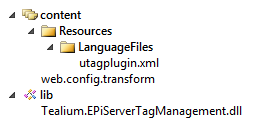 content
Resources
LanguageFiles
utagplugin.xml
web.config.transform
lib
Tealium.EPiServerTagManagement.dll